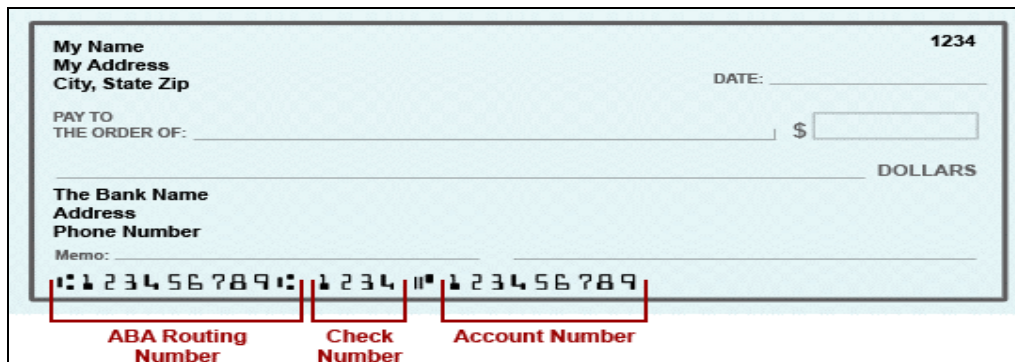 My Name 1234
My Address
City, State Zip DATE:
PAY TO
THE ORDER OF: $
DOLLARS
The Bank Name
Address
Phone Number
Memo:
⑆123456789⑆ 1234 ⑈123456789
ABA Routing Number
Check Number
Account Number